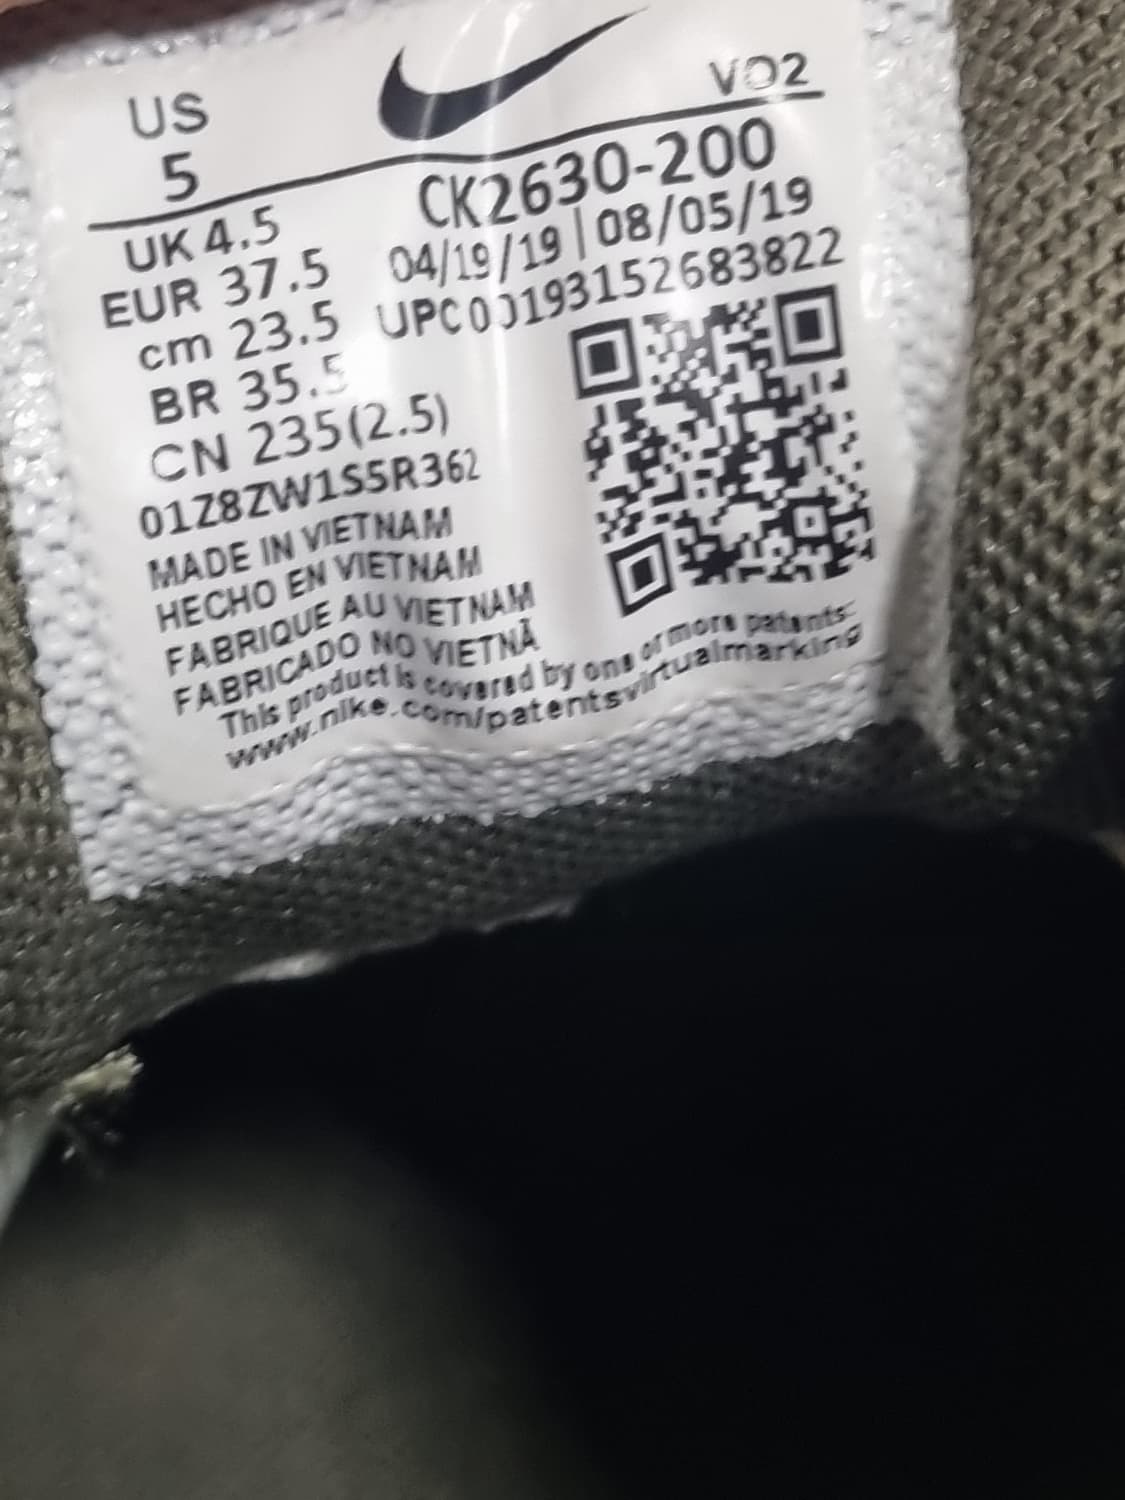 US
5
VO2
CK2630-200
UK 4.5
04/19/19 | 08/05/19
EUR 37.5
UPC 00193152683822
cm 23.5
BR 35.5
CN 235(2.5)
01Z8ZW1S5R362
MADE IN VIETNAM
HECHO EN VIETNAM
FABRIQUE AU VIETNAM
FABRICADO NO VIETNÃ
This product is covered by one or more patents:
www.nike.com/patentsvirtualmarking